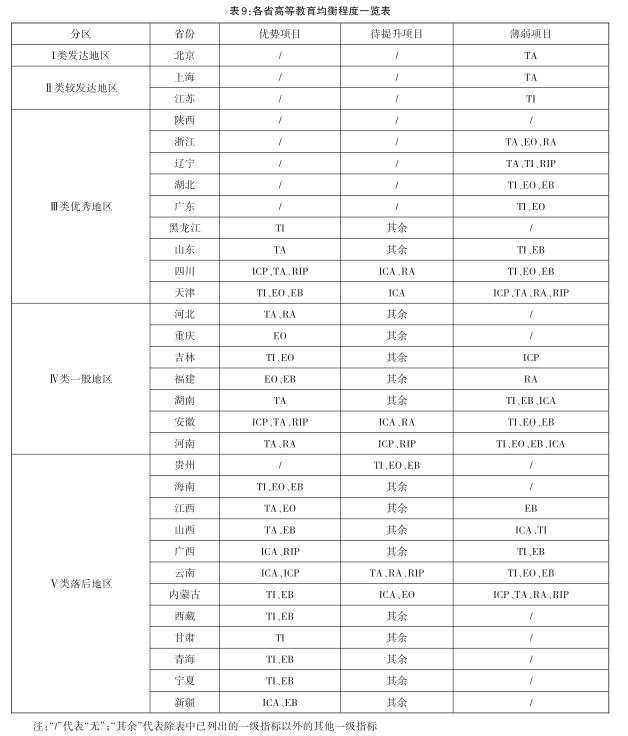 表9:各省高等教育均衡程度一览表
分区 省份 优势项目 待提升项目 薄弱项目
Ⅰ类发达地区 北京 / / TA
Ⅱ类较发达地区 上海 / / TA
江苏 / / TI
Ⅲ类优秀地区 陕西 / / /
浙江 / / TA、EO、RA
辽宁 / / TA、TI、RIP
湖北 / / TI、EO、EB
广东 / / TI、EO
黑龙江 TI 其余 /
山东 TA 其余 TI、EB
四川 ICP、TA、RIP ICA、RA TI、EO、EB
天津 TI、EO、EB ICA ICP、TA、RA、RIP
Ⅳ类一般地区 河北 TA、RA 其余 /
重庆 EO 其余 /
吉林 TI、EO 其余 ICP
福建 EO、EB 其余 RA
湖南 TA 其余 TI、EB、ICA
安徽 ICP、TA、RIP ICA、RA TI、EO、EB
河南 TA、RA ICP、RIP TI、EO、EB、ICA
Ⅴ类落后地区 贵州 / TI、EO、EB /
海南 TI、EO、EB 其余 /
江西 TA、EO 其余 EB
山西 TA、EB 其余 ICA、TI
广西 ICA、RIP 其余 TI、EB
云南 ICA、ICP TA、RA、RIP TI、EO、EB
内蒙古 TI、EB ICA、EO ICP、TA、RA、RIP
西藏 TI、EB 其余 /
甘肃 TI 其余 /
青海 TI、EB 其余 /
宁夏 TI、EB 其余 /
新疆 ICA、EB 其余 /
注:“/”代表“无”;“其余”代表除表中已列出的一级指标以外的其他一级指标